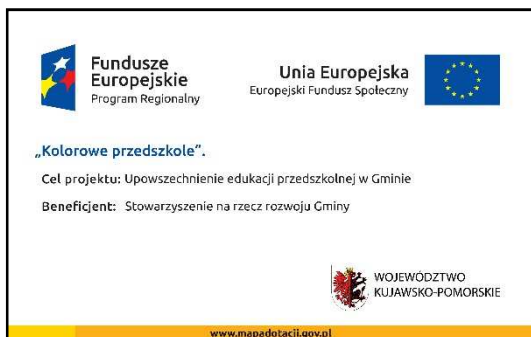 Fundusze
Europejskie
Program Regionalny
Unia Europejska
Europejski Fundusz Społeczny
„Kolorowe przedszkole”.
Cel projektu: Upowszechnienie edukacji przedszkolnej w Gminie
Beneficjent: Stowarzyszenie na rzecz rozwoju Gminy
WOJEWÓDZTWO
KUJAWSKO-POMORSKIE
www.mapadotacji.gov.pl